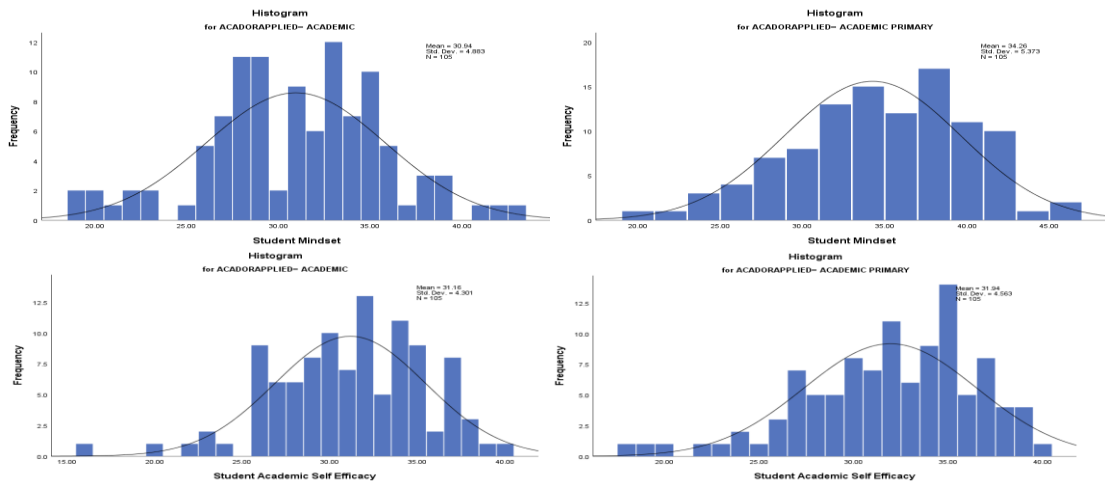 Histogram
for ACADORAPPLIED= ACADEMIC
Mean = 30.94
Std. Dev. = 4.883
N = 105
12
10
8
6
4
2
0
Frequency
20.00 25.00 30.00 35.00 40.00
Student Mindset
Histogram
for ACADORAPPLIED= ACADEMIC PRIMARY
Mean = 34.26
Std. Dev. = 5.373
N = 105
20
15
10
5
0
Frequency
20.00 25.00 30.00 35.00 40.00 45.00
Student Mindset
Histogram
for ACADORAPPLIED= ACADEMIC
Mean = 31.16
Std. Dev. = 4.301
N = 105
12.5
10.0
7.5
5.0
2.5
0.0
Frequency
15.00 20.00 25.00 30.00 35.00 40.00
Student Academic Self Efficacy
Histogram
for ACADORAPPLIED= ACADEMIC PRIMARY
Mean = 31.94
Std. Dev. = 4.563
N = 105
12.5
10.0
7.5
5.0
2.5
0.0
Frequency
20.00 25.00 30.00 35.00 40.00
Student Academic Self Efficacy